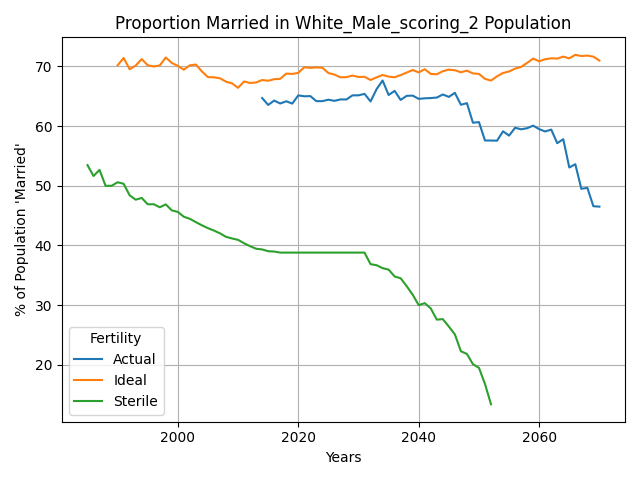 Proportion Married in White_Male_scoring_2 Population
% of Population 'Married'
70
60
50
40
30
20
Fertility
Actual
Ideal
Sterile
2000 2020 2040 2060
Years